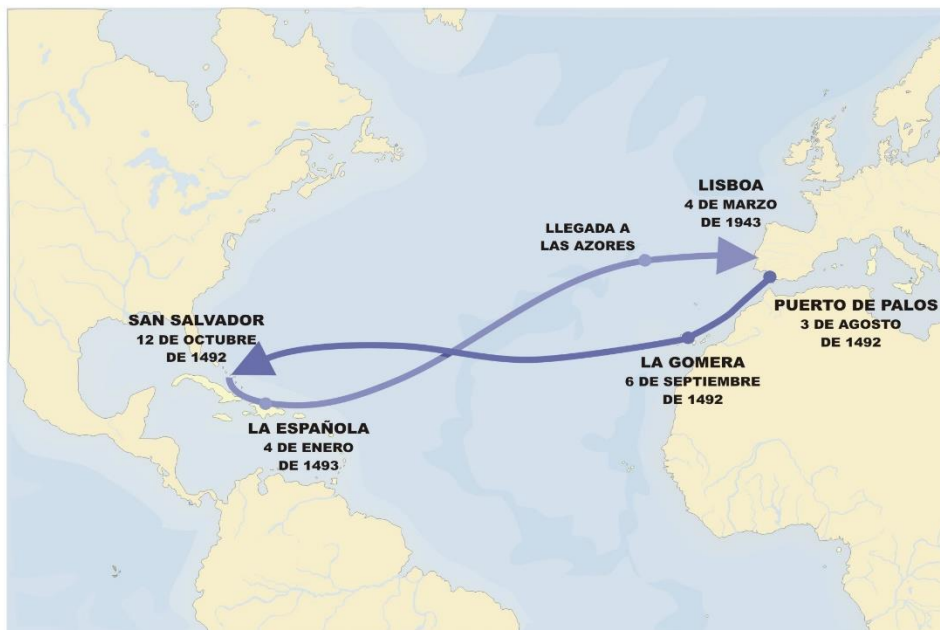 LISBOA
4 DE MARZO
DE 1943
LLEGADA A
LAS AZORES
PUERTO DE PALOS
3 DE AGOSTO
DE 1492
SAN SALVADOR
12 DE OCTUBRE
DE 1492
LA GOMERA
6 DE SEPTIEMBRE
DE 1492
LA ESPAÑOLA
4 DE ENERO
DE 1493